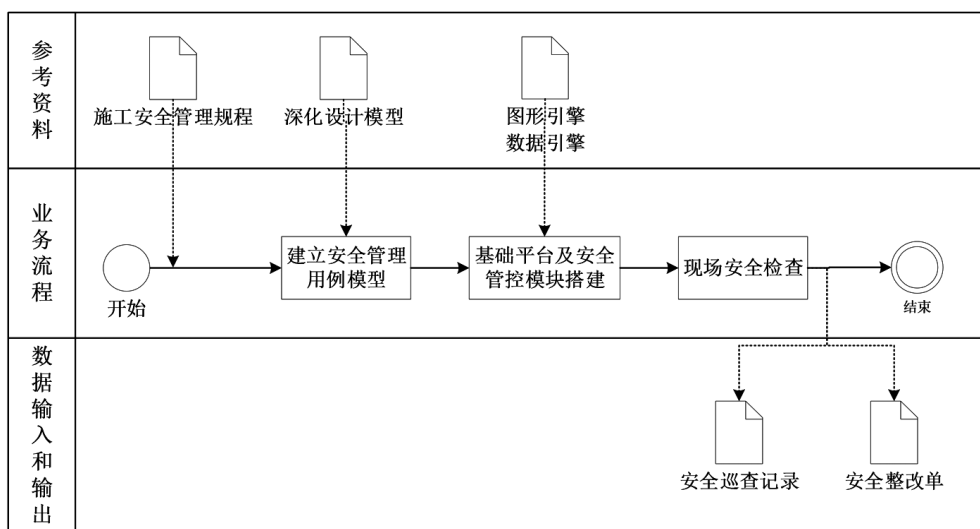 参考资料
施工安全管理规程
深化设计模型
图形引擎
数据引擎
业务流程
开始
建立安全管理
用例模型
基础平台及安全
管控模块搭建
现场安全检查
结束
数据输入和输出
安全巡查记录
安全整改单